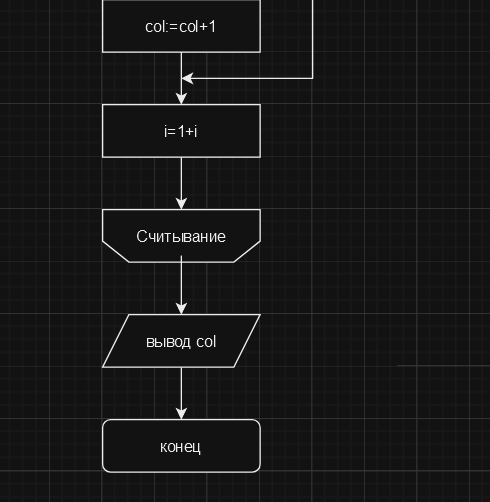 col:=col+1
i=1+i
Считывание
вывод col
конец